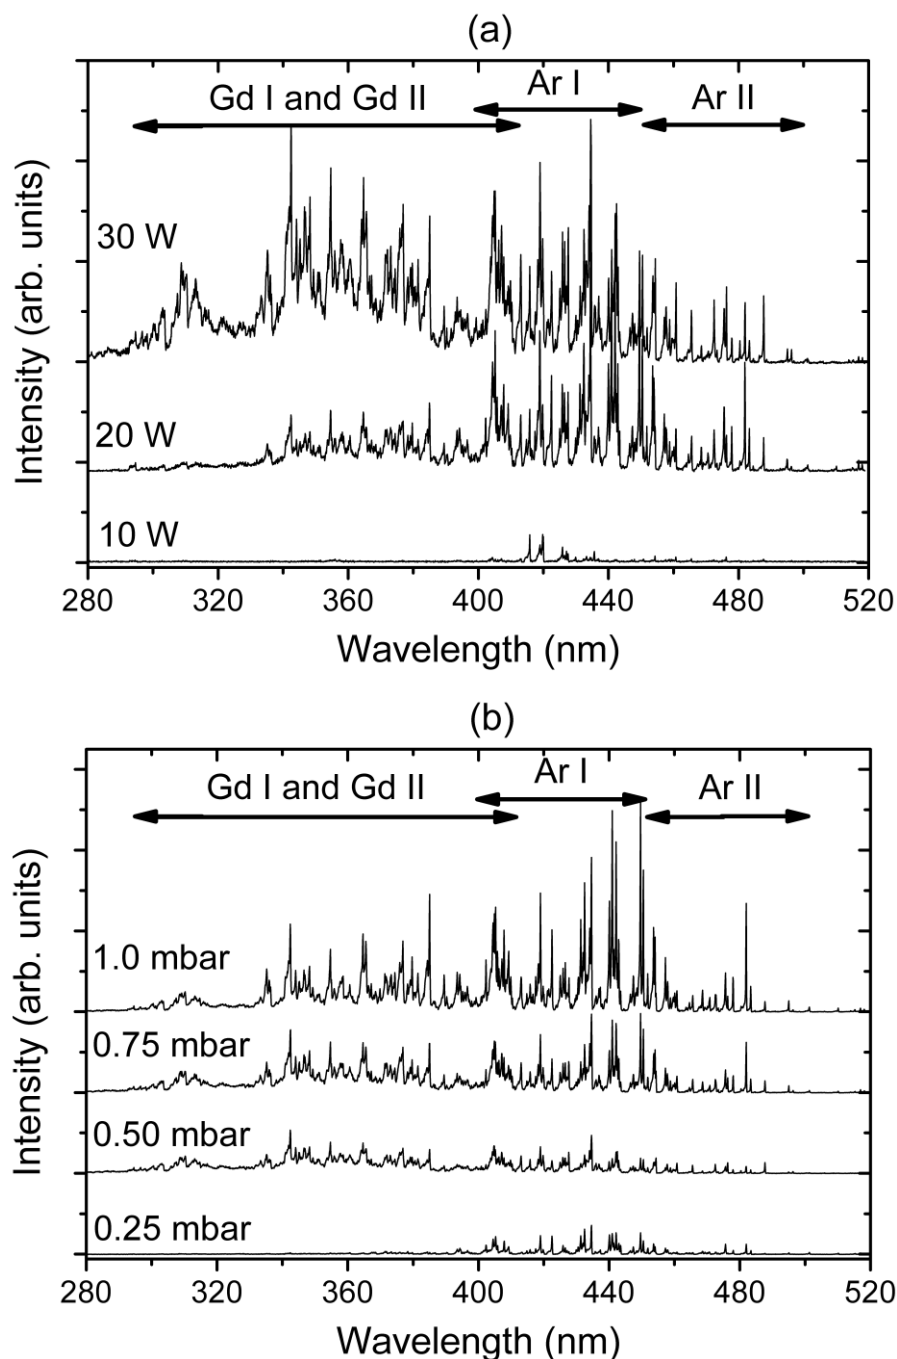 (a)
Gd I and Gd II
Ar I
Ar II
30 W
20 W
10 W
Intensity (arb. units)
280 320 360 400 440 480 520
Wavelength (nm)
(b)
Gd I and Gd II
Ar I
Ar II
1.0 mbar
0.75 mbar
0.50 mbar
0.25 mbar
Intensity (arb. units)
280 320 360 400 440 480 520
Wavelength (nm)